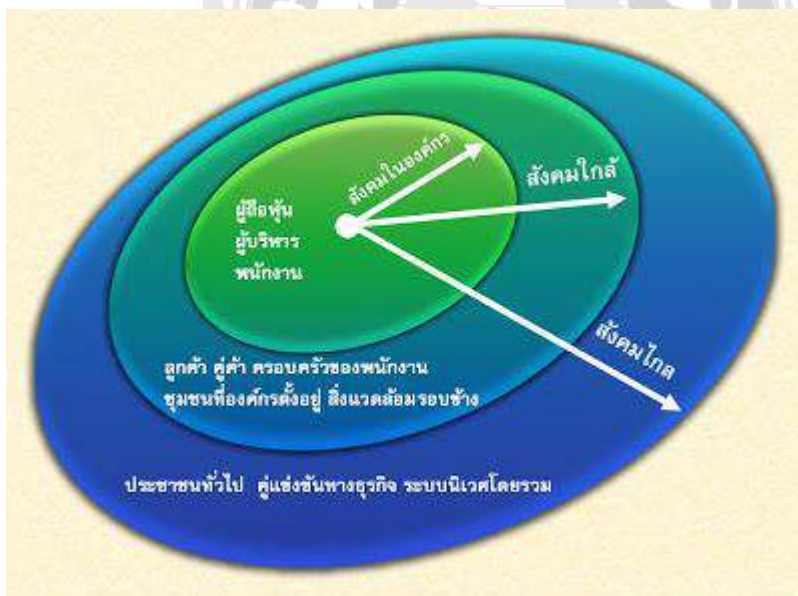 สังคมในองค์กร
สังคมใกล้
ผู้ถือหุ้น
ผู้บริหาร
พนักงาน
สังคมไกล
ลูกค้า คู่ค้า ครอบครัวของพนักงาน
ชุมชนที่องค์กรตั้งอยู่ สิ่งแวดล้อมรอบข้าง
ประชาชนทั่วไป คู่แข่งขันทางธุรกิจ ระบบนิเวศโดยรวม